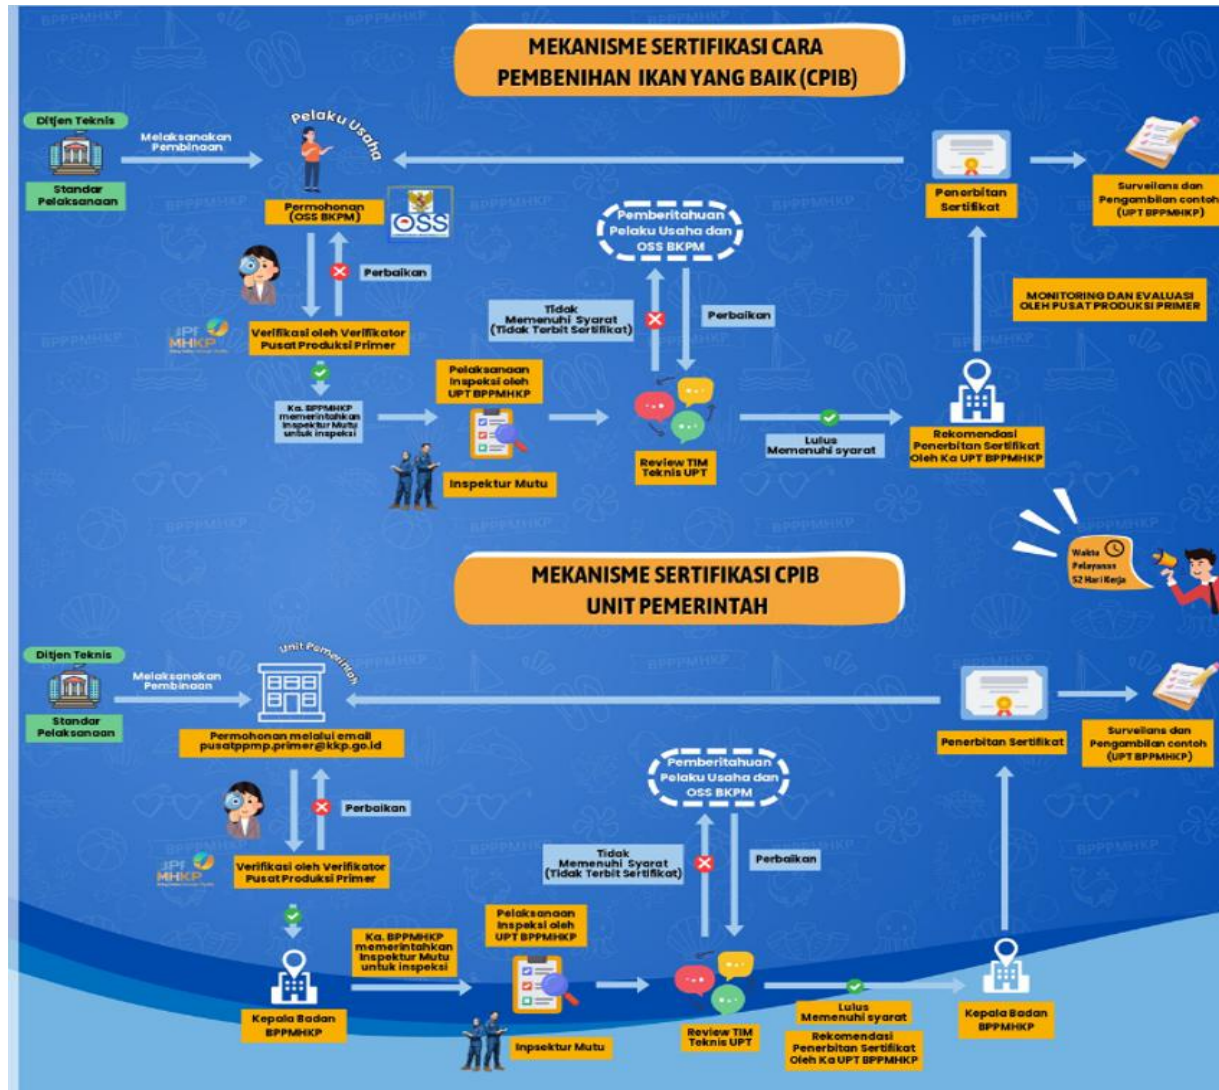 MEKANISME SERTIFIKASI CARA
PEMBENIHAN IKAN YANG BAIK (CPIB)
Ditjen Teknis
Standar
Pelaksanaan
Melaksanakan
Pembinaan
Pelaku Usaha
Permohonan
(OSS BKPM)
OSS
Perbaikan
MHKP
Verifikasi oleh Verifikator
Pusat Produksi Primer
Ka. BPPMHKP
memerintahkan
Inspektur Mutu
untuk inspeksi
Pelaksanaan
Inspeksi oleh
UPT BPPMHKP
Inspektur Mutu
Pemberitahuan
Pelaku Usaha dan
OSS BKPM
Tidak
Memenuhi Syarat
(Tidak Terbit Sertifikat)
Perbaikan
Review TIM
Teknis UPT
Lulus
Memenuhi syarat
Rekomendasi
Penerbitan Sertifikat
Oleh Ka UPT BPPMHKP
MONITORING DAN EVALUASI
OLEH PUSAT PRODUKSI PRIMER
Penerbitan
Sertifikat
Surveilans dan
Pengambilan contoh
(UPT BPPMHKP)
Waktu
Pelayanan
52 Hari Kerja
MEKANISME SERTIFIKASI CPIB
UNIT PEMERINTAH
Ditjen Teknis
Standar
Pelaksanaan
Melaksanakan
Pembinaan
Unit Pemerintah
Permohonan melalui email
pusatppmp.primer@kkp.go.id
Perbaikan
MHKP
Verifikasi oleh Verifikator
Pusat Produksi Primer
Kepala Badan
BPPMHKP
Ka. BPPMHKP
memerintahkan
Inspektur Mutu
untuk inspeksi
Pelaksanaan
Inspeksi oleh
UPT BPPMHKP
Inpsektur Mutu
Pemberitahuan
Pelaku Usaha dan
OSS BKPM
Tidak
Memenuhi Syarat
(Tidak Terbit Sertifikat)
Perbaikan
Review TIM
Teknis UPT
Lulus
Memenuhi syarat
Rekomendasi
Penerbitan Sertifikat
Oleh Ka UPT BPPMHKP
Kepala Badan
BPPMHKP
Penerbitan Sertifikat
Surveilans dan
Pengambilan contoh
(UPT BPPMHKP)